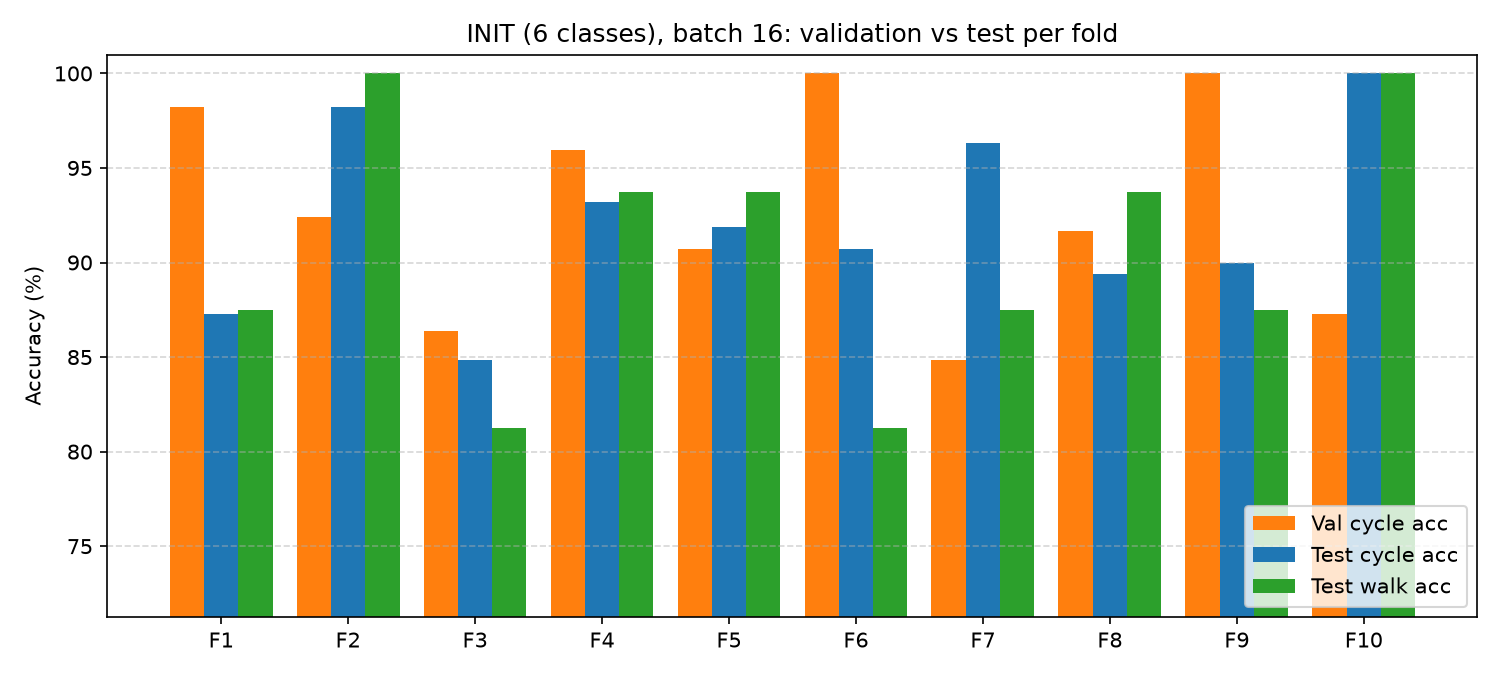 INIT (6 classes), batch 16: validation vs test per fold
Accuracy (%)
100
95
90
85
80
75
F1 F2 F3 F4 F5 F6 F7 F8 F9 F10
Val cycle acc
Test cycle acc
Test walk acc